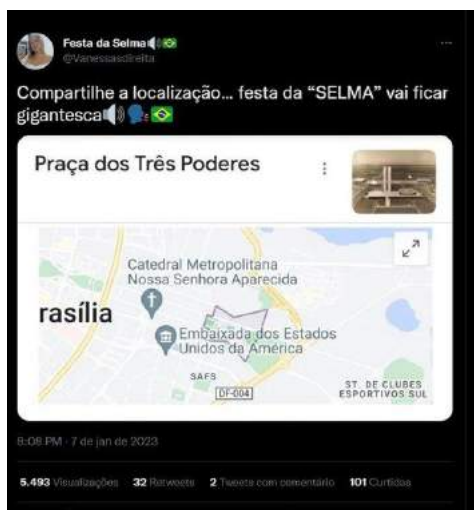 Festa da Selma🔊🇧🇷
@Vanessasdireita
Compartilhe a localização... festa da “SELMA” vai ficar
gigantesca🔊🗣️🇧🇷
Praça dos Três Poderes
Catedral Metropolitana
Nossa Senhora Aparecida
rasília
Embaixada dos Estados
Unidos da América
SAFS
DF-004
ST. DE CLUBES
ESPORTIVOS SUL
8:08 PM · 7 de jan de 2023
5.493 Visualizações 32 Retweets 2 Tweets com comentário 101 Curtidas